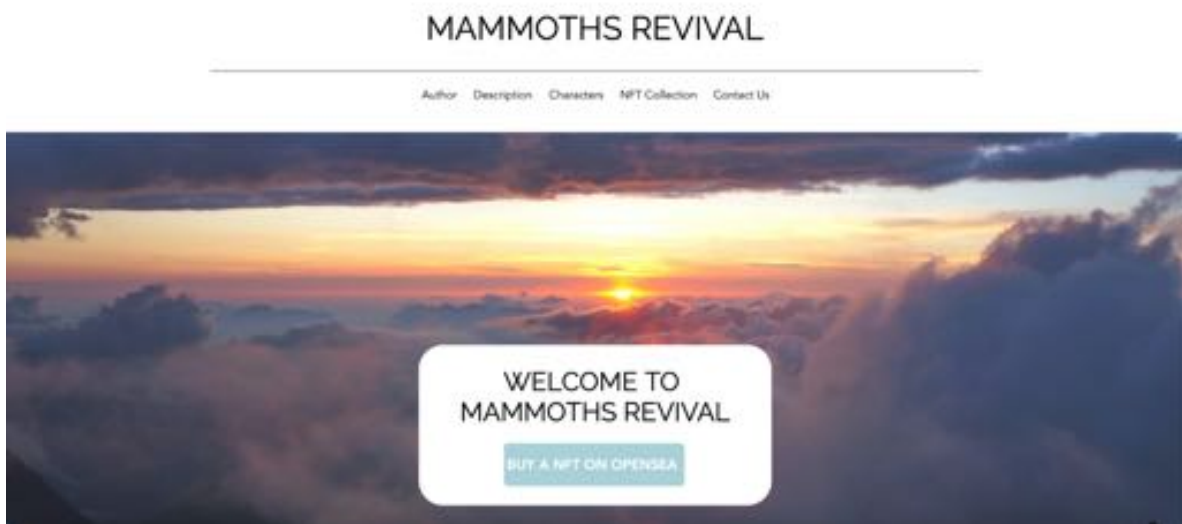 MAMMOTHS REVIVAL
Author Description Characters NFT Collection Contact Us
WELCOME TO
MAMMOTHS REVIVAL
BUY A NFT ON OPENSEA